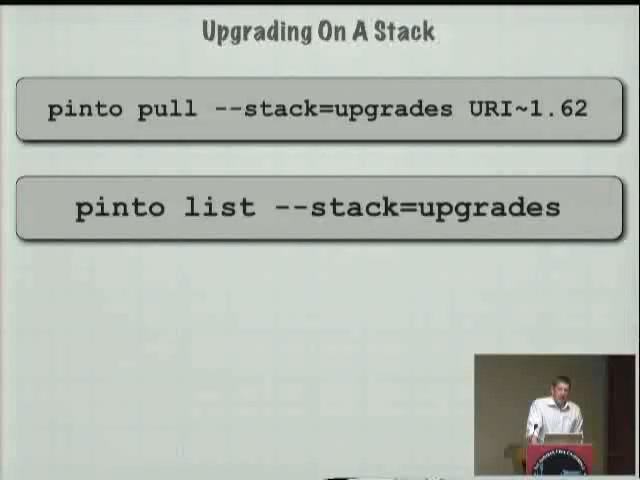 Upgrading On A Stack
pinto pull --stack=upgrades URI~1.62
pinto list --stack=upgrades